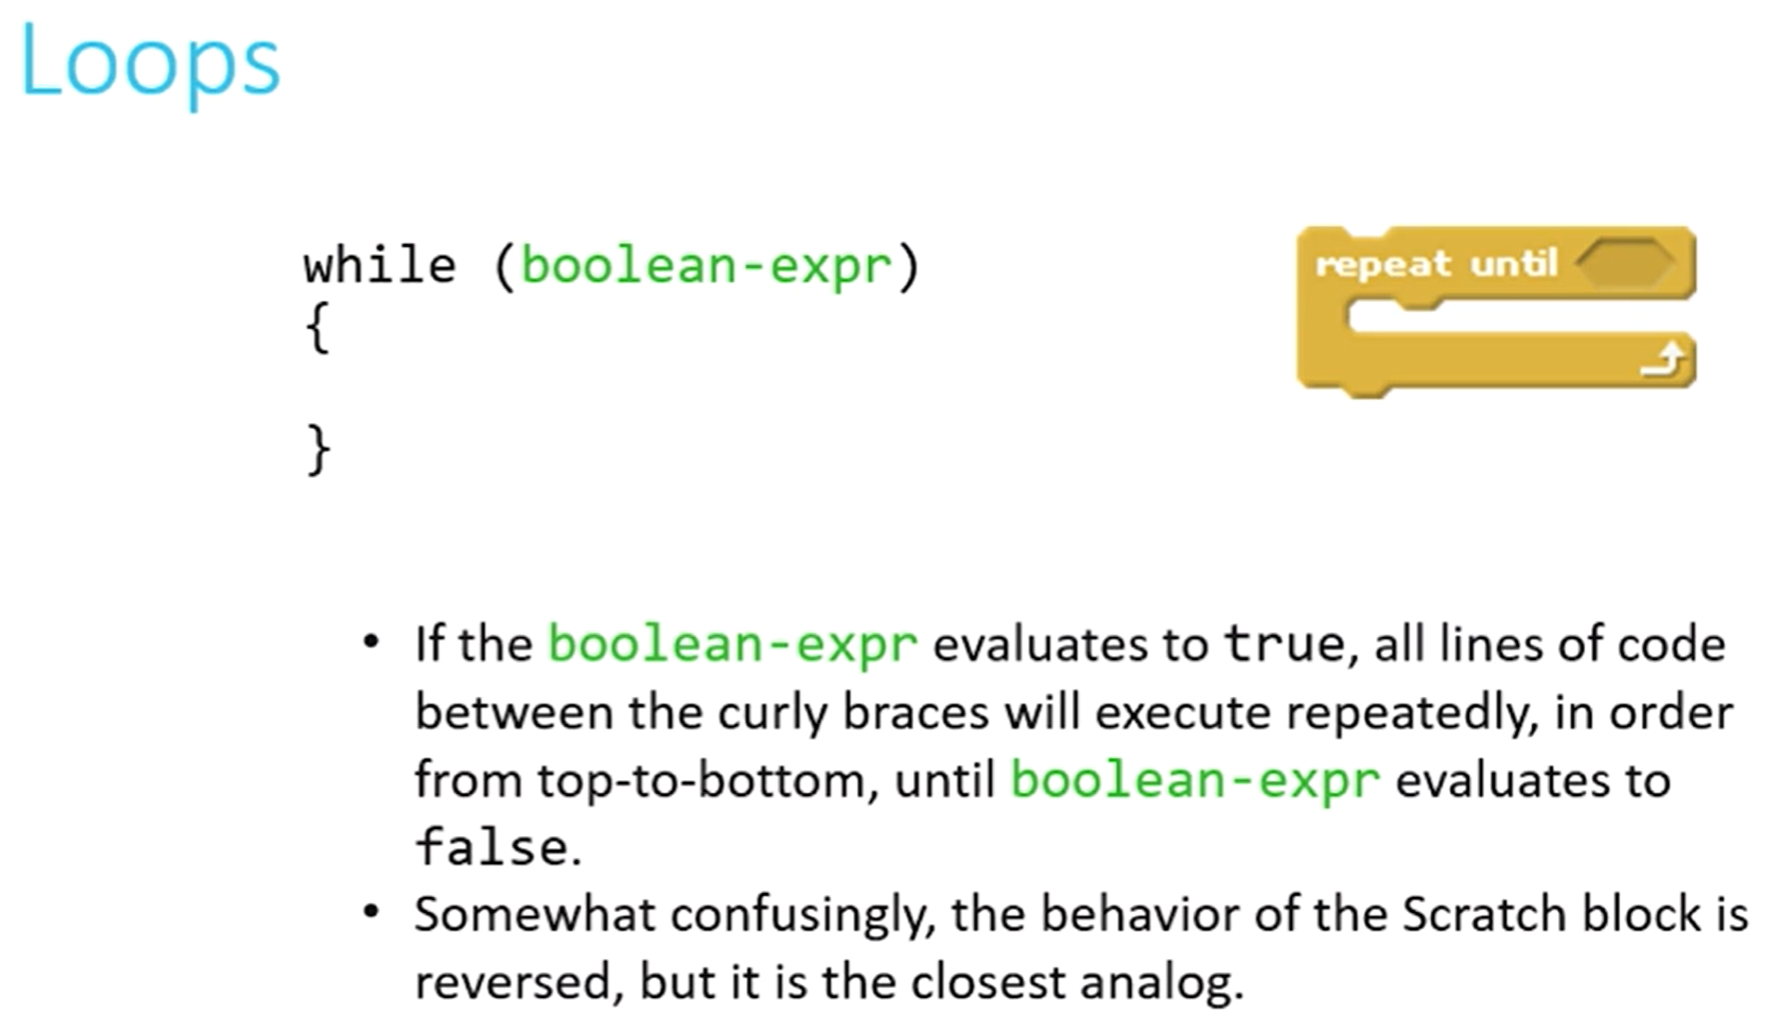 Loops
while (boolean-expr)
{
}
repeat until
• If the boolean-expr evaluates to true, all lines of code
between the curly braces will execute repeatedly, in order
from top-to-bottom, until boolean-expr evaluates to
false.
• Somewhat confusingly, the behavior of the Scratch block is
reversed, but it is the closest analog.